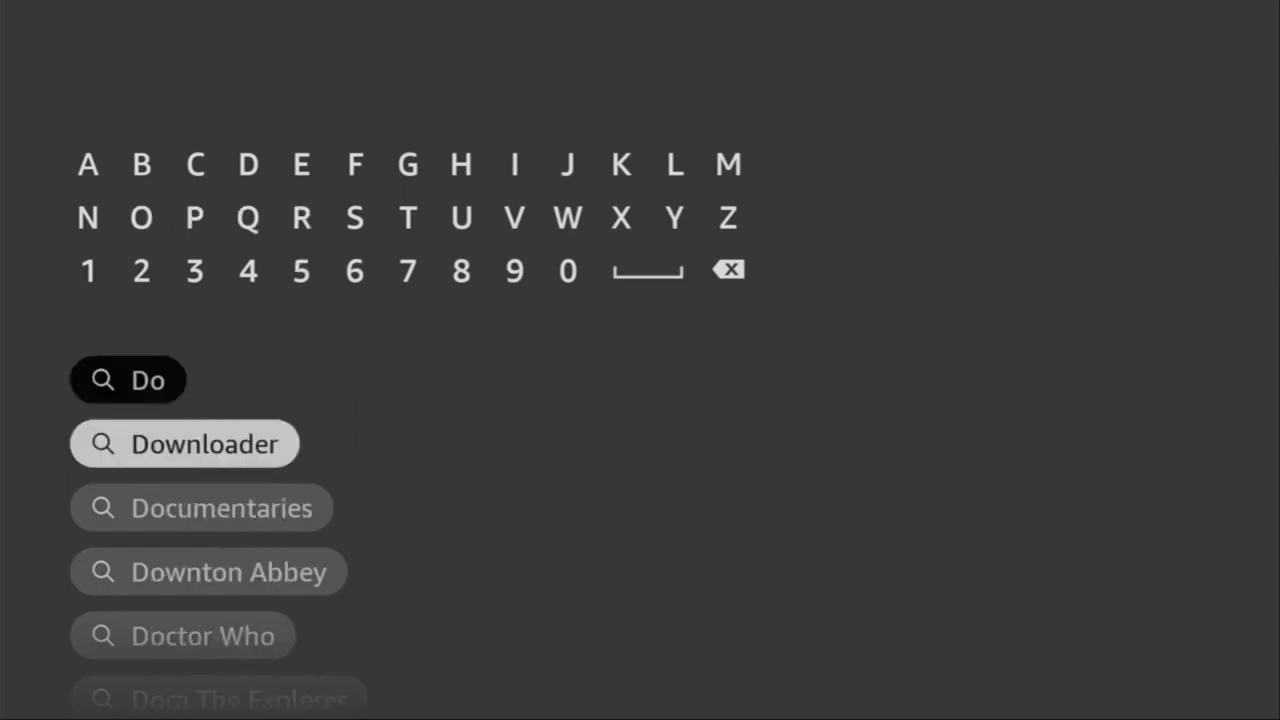 A B C D E F G H I J K L M
N O P Q R S T U V W X Y Z
1 2 3 4 5 6 7 8 9 0
Do
Downloader
Documentaries
Downton Abbey
Doctor Who